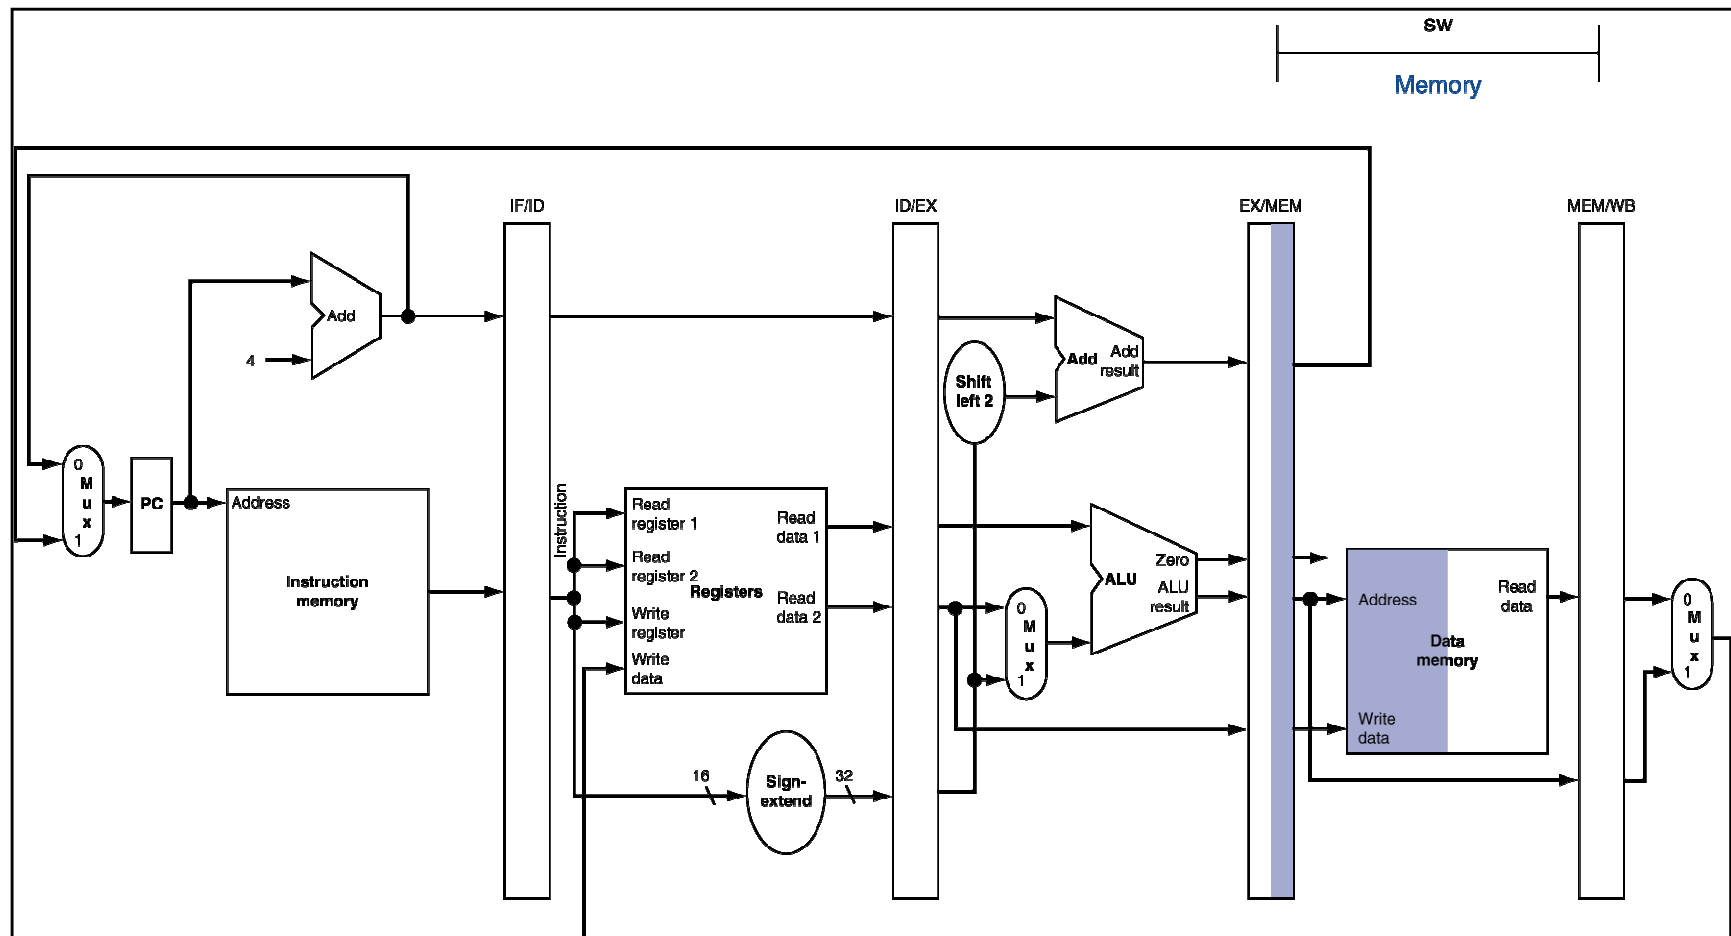 SW
Memory
IF/ID
ID/EX
EX/MEM
MEM/WB
Add
4
Add
Add
result
Shift
left 2
0
M
u
x
1
PC
Address
Instruction
memory
Instruction
Read
register 1
Read
register 2
Registers
Write
register
Write
data
Read
data 1
Read
data 2
16
Sign-
extend
32
0
M
u
x
1
Zero
ALU
ALU
result
Address
Read
data
Data
memory
Write
data
0
M
u
x
1